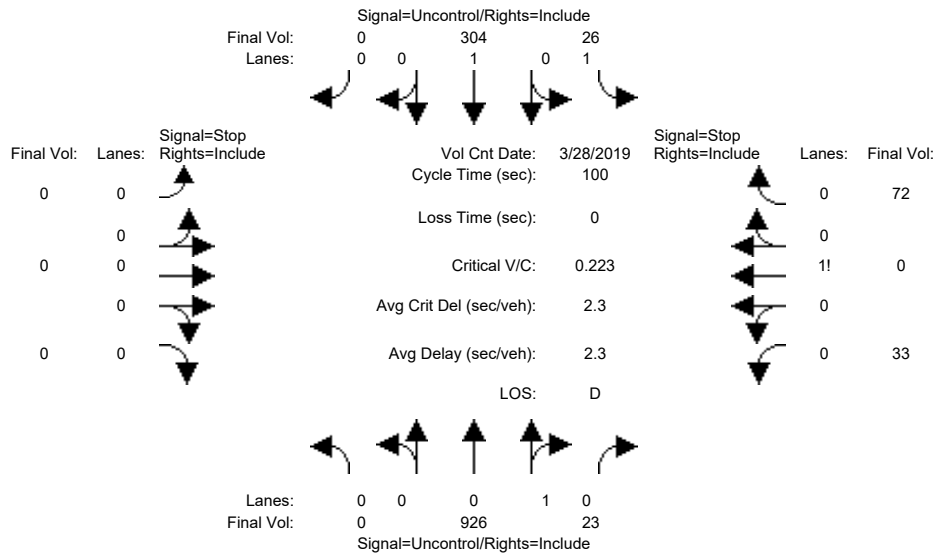 Signal=Uncontrol/Rights=Include
Final Vol: 0 304 26
Lanes: 0 0 1 0 1
Signal=Stop Signal=Stop
Final Vol: Lanes: Rights=Include Vol Cnt Date: 3/28/2019 Rights=Include Lanes: Final Vol:
Cycle Time (sec): 100
0 0 0 72
Loss Time (sec): 0
0 0
0 0 Critical V/C: 0.223 1! 0
0 Avg Crit Del (sec/veh): 2.3 0
0 0 Avg Delay (sec/veh): 2.3 0 33
LOS: D
Lanes: 0 0 0 1 0
Final Vol: 0 926 23
Signal=Uncontrol/Rights=Include